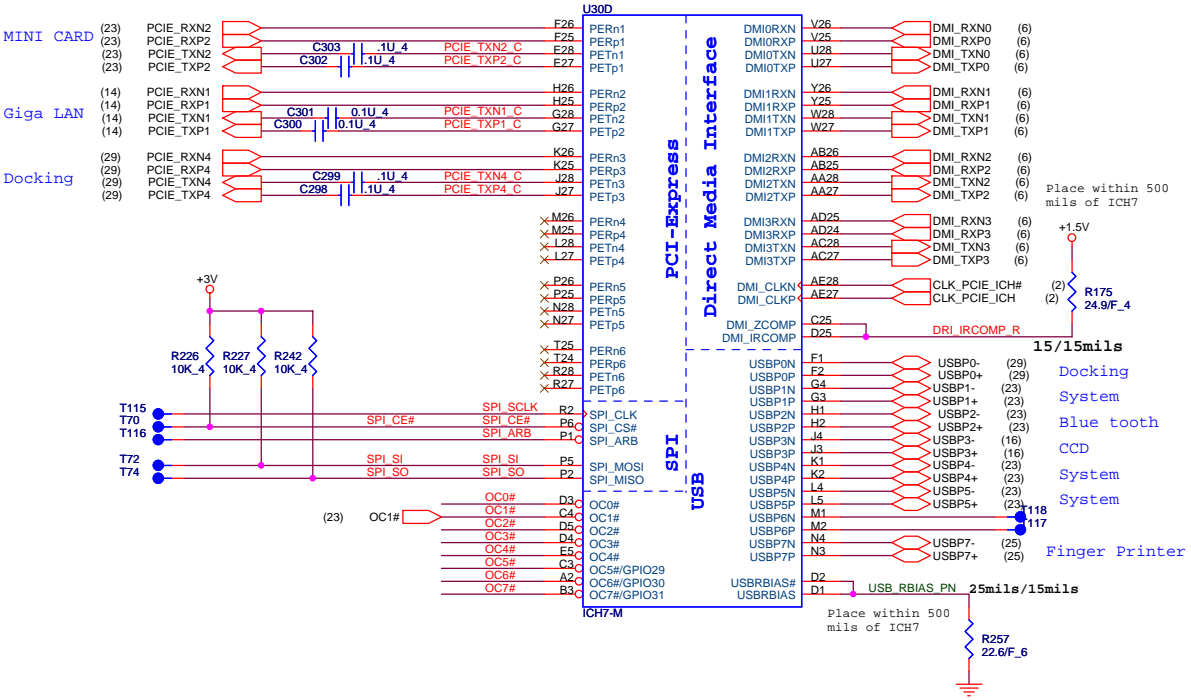 U30D
MINI CARD
(23) PCIE_RXN2 F26 PERn1
(23) PCIE_RXP2 F25 PERp1
(23) PCIE_TXN2 C303 .1U_4 PCIE_TXN2_C E28 PETn1
(23) PCIE_TXP2 C302 .1U_4 PCIE_TXP2_C E27 PETp1
Giga LAN
(14) PCIE_RXN1 H26 PERn2
(14) PCIE_RXP1 H25 PERp2
(14) PCIE_TXN1 C301 0.1U_4 PCIE_TXN1_C G28 PETn2
(14) PCIE_TXP1 C300 0.1U_4 PCIE_TXP1_C G27 PETp2
Docking
(29) PCIE_RXN4 K26 PERn3
(29) PCIE_RXP4 K25 PERp3
(29) PCIE_TXN4 C299 .1U_4 PCIE_TXN4_C J28 PETn3
(29) PCIE_TXP4 C298 .1U_4 PCIE_TXP4_C J27 PETp3
M26 PERn4
M25 PERp4
L28 PETn4
L27 PETp4
P26 PERn5
P25 PERp5
N28 PETn5
N27 PETp5
T25 PERn6
T24 PERp6
R28 PETn6
R27 PETp6
PCI-Express
Direct Media Interface
SPI
USB
+3V
R226
10K_4
R227
10K_4
R242
10K_4
T115 SPI_SCLK R2 SPI_CLK
T70 SPI_CE# SPI_CE# P6 SPI_CS#
T116 SPI_ARB P1 SPI_ARB
T72 SPI_SI SPI_SI P5 SPI_MOSI
T74 SPI_SO SPI_SO P2 SPI_MISO
OC0# D3 OC0#
(23) OC1# OC1# C4 OC1#
OC2# D5 OC2#
OC3# D4 OC3#
OC4# E5 OC4#
OC5# C3 OC5#/GPIO29
OC6# A2 OC6#/GPIO30
OC7# B3 OC7#/GPIO31
ICH7-M
DMI0RXN V26 DMI_RXN0 (6)
DMI0RXP V25 DMI_RXP0 (6)
DMI0TXN U28 DMI_TXN0 (6)
DMI0TXP U27 DMI_TXP0 (6)
DMI1RXN Y26 DMI_RXN1 (6)
DMI1RXP Y25 DMI_RXP1 (6)
DMI1TXN W28 DMI_TXN1 (6)
DMI1TXP W27 DMI_TXP1 (6)
DMI2RXN AB26 DMI_RXN2 (6)
DMI2RXP AB25 DMI_RXP2 (6)
DMI2TXN AA28 DMI_TXN2 (6)
DMI2TXP AA27 DMI_TXP2 (6)
DMI3RXN AD25 DMI_RXN3 (6)
DMI3RXP AD24 DMI_RXP3 (6)
DMI3TXN AC28 DMI_TXN3 (6)
DMI3TXP AC27 DMI_TXP3 (6)
Place within 500
mils of ICH7
+1.5V
DMI_CLKN AE28 CLK_PCIE_ICH# (2)
DMI_CLKP AE27 CLK_PCIE_ICH (2)
R175
24.9/F_4
DMI_ZCOMP C25
DMI_IRCOMP D25 DRI_IRCOMP_R
15/15mils
USBP0N F1 USBP0- (29)
USBP0P F2 USBP0+ (29) Docking
USBP1N G4 USBP1- (23)
USBP1P G3 USBP1+ (23) System
USBP2N H1 USBP2- (23)
USBP2P H2 USBP2+ (23) Blue tooth
USBP3N J4 USBP3- (16)
USBP3P J3 USBP3+ (16) CCD
USBP4N K1 USBP4- (23)
USBP4P K2 USBP4+ (23) System
USBP5N L4 USBP5- (23)
USBP5P L5 USBP5+ (23) System
USBP6N M1 T118
USBP6P M2 T117
USBP7N N4 USBP7- (25)
USBP7P N3 USBP7+ (25) Finger Printer
USBRBIAS# D2
USBRBIAS D1 USB_RBIAS_PN 25mils/15mils
Place within 500
mils of ICH7
R257
22.6/F_6